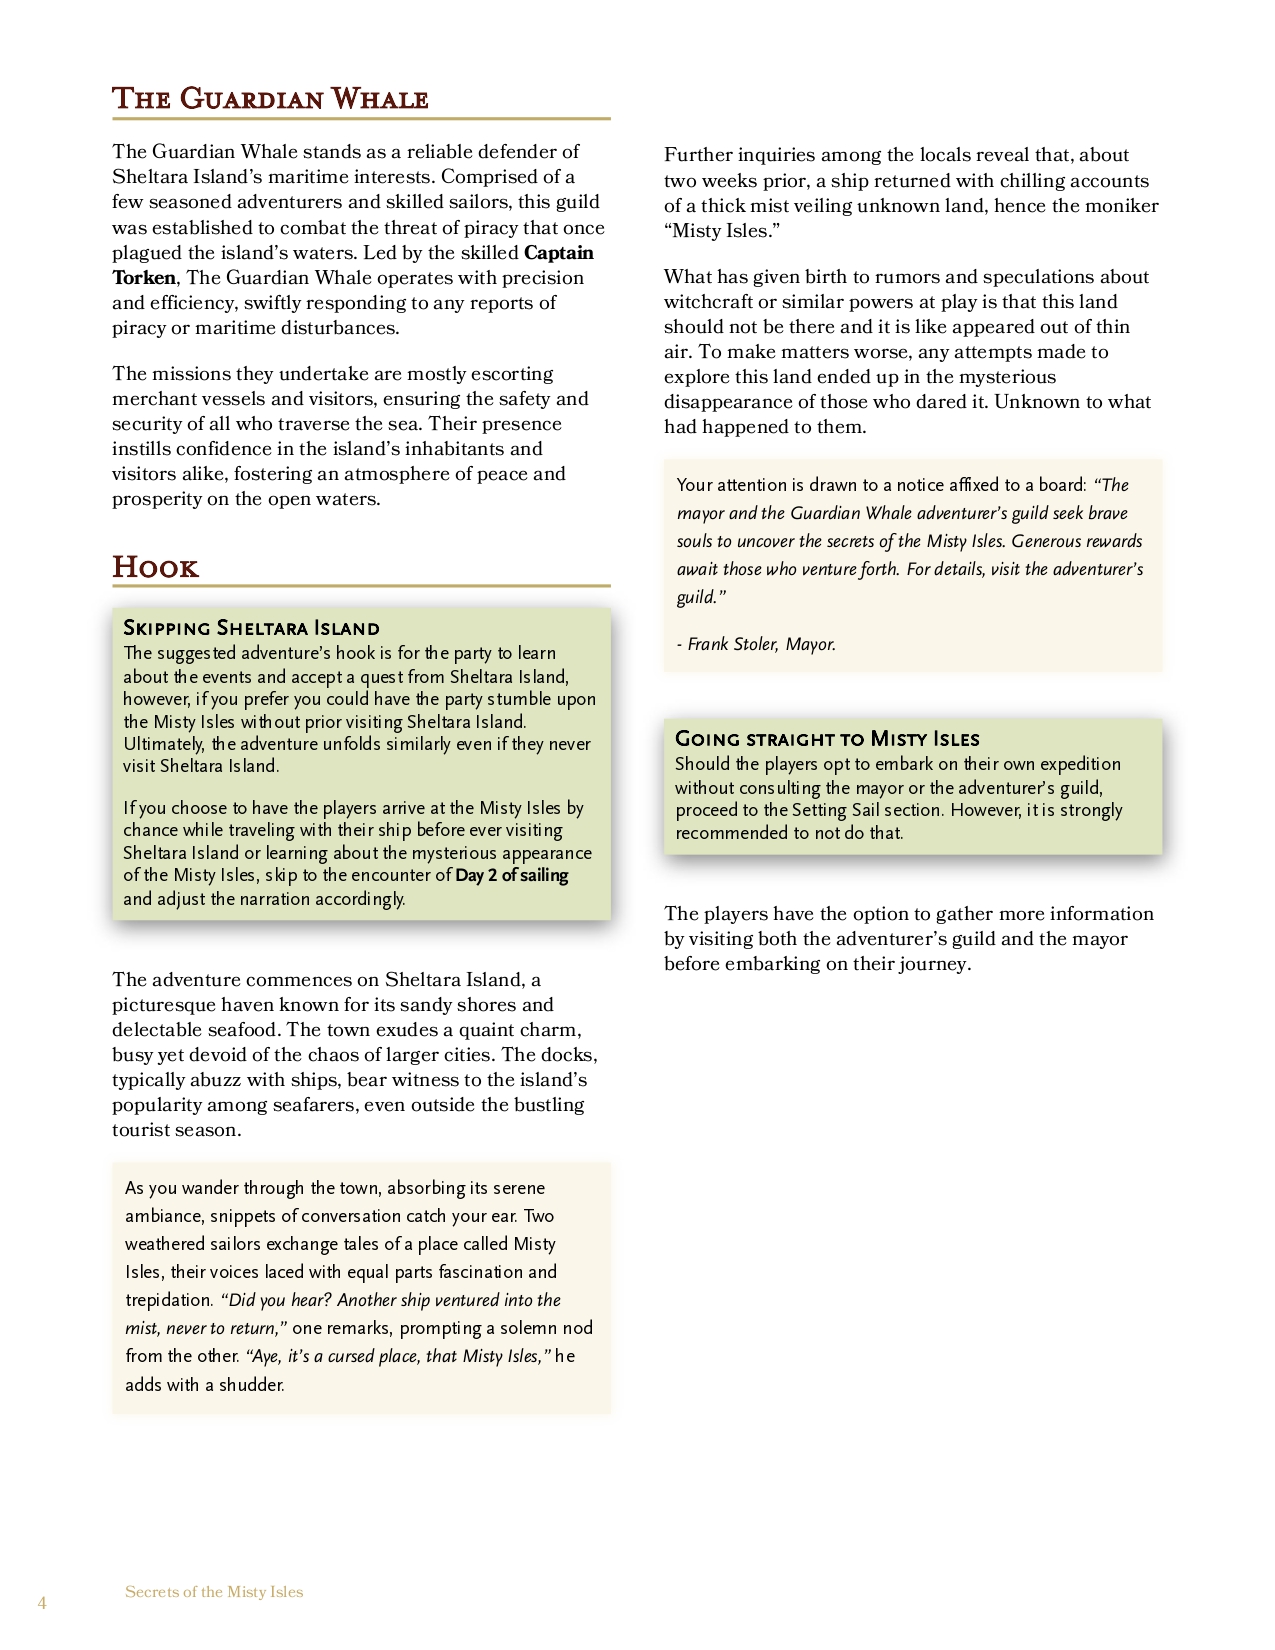 The Guardian Whale
The Guardian Whale stands as a reliable defender of
Sheltara Island's maritime interests. Comprised of a
few seasoned adventurers and skilled sailors, this guild
was established to combat the threat of piracy that once
plagued the island's waters. Led by the skilled Captain
Torken, The Guardian Whale operates with precision
and efficiency, swiftly responding to any reports of
piracy or maritime disturbances.
The missions they undertake are mostly escorting
merchant vessels and visitors, ensuring the safety and
security of all who traverse the sea. Their presence
instills confidence in the island's inhabitants and
visitors alike, fostering an atmosphere of peace and
prosperity on the open waters.
Hook
Skipping Sheltara Island
The suggested adventure's hook is for the party to learn
about the events and accept a quest from Sheltara Island,
however, if you prefer you could have the party stumble upon
the Misty Isles without prior visiting Sheltara Island.
Ultimately, the adventure unfolds similarly even if they never
visit Sheltara Island.
If you choose to have the players arrive at the Misty Isles by
chance while traveling with their ship before ever visiting
Sheltara Island or learning about the mysterious appearance
of the Misty Isles, skip to the encounter of Day 2 of sailing
and adjust the narration accordingly.
The adventure commences on Sheltara Island, a
picturesque haven known for its sandy shores and
delectable seafood. The town exudes a quaint charm,
busy yet devoid of the chaos of larger cities. The docks,
typically abuzz with ships, bear witness to the island's
popularity among seafarers, even outside the bustling
tourist season.
As you wander through the town, absorbing its serene
ambiance, snippets of conversation catch your ear. Two
weathered sailors exchange tales of a place called Misty
Isles, their voices laced with equal parts fascination and
trepidation. “Did you hear? Another ship ventured into the
mist, never to return,” one remarks, prompting a solemn nod
from the other. “Aye, it's a cursed place, that Misty Isles,” he
adds with a shudder.
Further inquiries among the locals reveal that, about
two weeks prior, a ship returned with chilling accounts
of a thick mist veiling unknown land, hence the moniker
“Misty Isles.”
What has given birth to rumors and speculations about
witchcraft or similar powers at play is that this land
should not be there and it is like appeared out of thin
air. To make matters worse, any attempts made to
explore this land ended up in the mysterious
disappearance of those who dared it. Unknown to what
had happened to them.
Your attention is drawn to a notice affixed to a board: “The
mayor and the Guardian Whale adventurer's guild seek brave
souls to uncover the secrets of the Misty Isles. Generous rewards
await those who venture forth. For details, visit the adventurer's
guild.”
- Frank Stoler, Mayor.
Going straight to Misty Isles
Should the players opt to embark on their own expedition
without consulting the mayor or the adventurer's guild,
proceed to the Setting Sail section. However, it is strongly
recommended to not do that.
The players have the option to gather more information
by visiting both the adventurer's guild and the mayor
before embarking on their journey.
4
Secrets of the Misty Isles